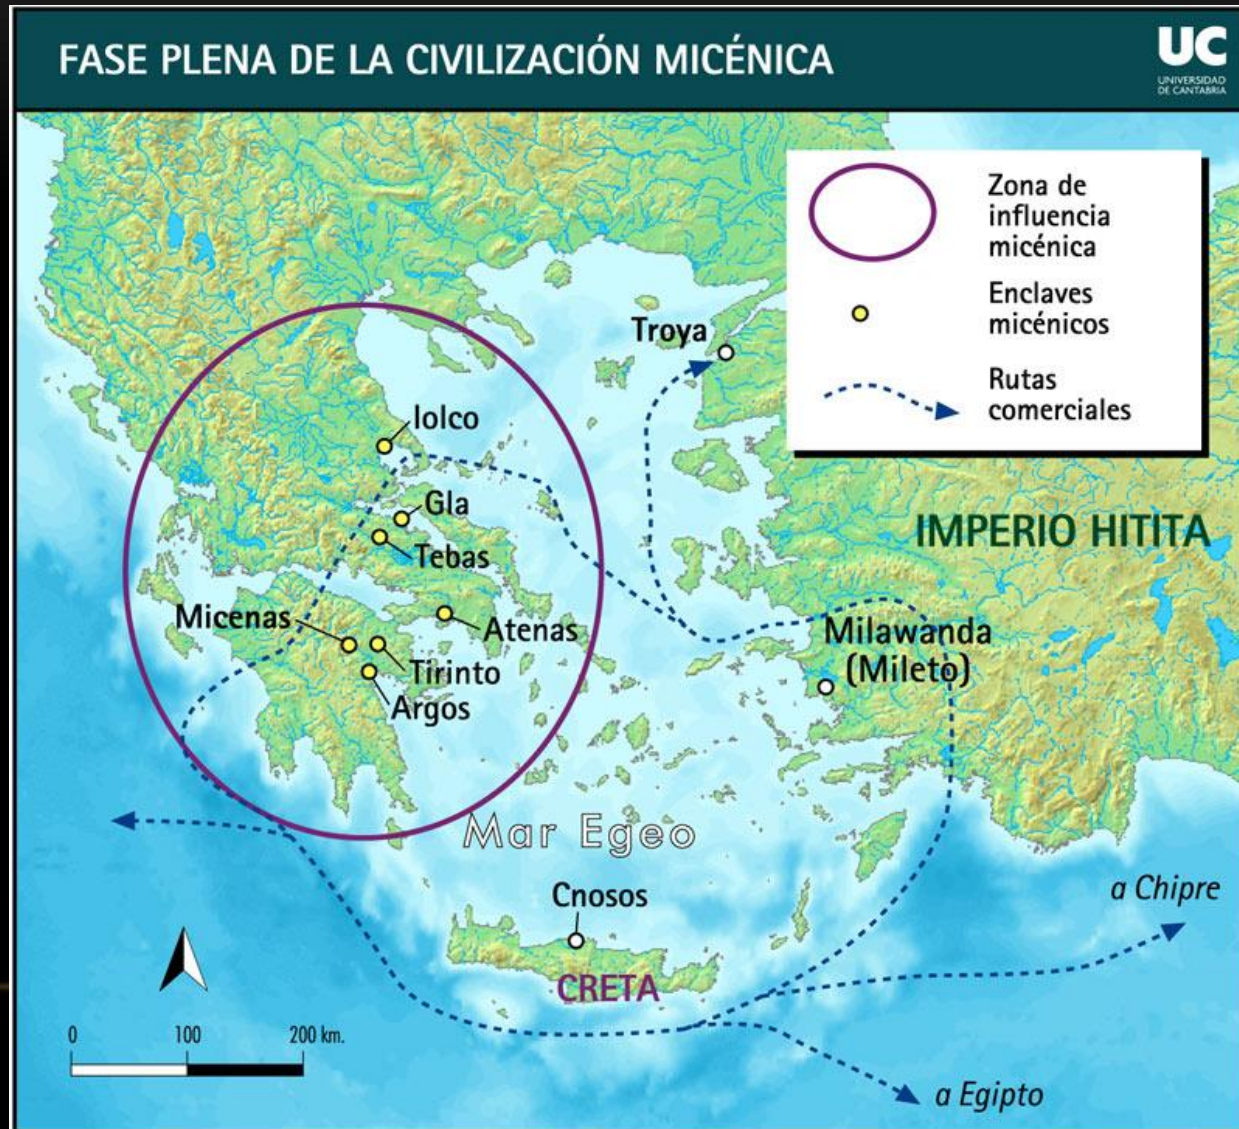 FASE PLENA DE LA CIVILIZACIÓN MICÉNICA
UC
UNIVERSIDAD
DE CANTABRIA
Zona de
influencia
micénica
Enclaves
micénicos
Rutas
comerciales
Troya
Iolco
Gla
IMPERIO HITITA
Tebas
Micenas
Atenas
Milawanda
(Mileto)
Tirinto
Argos
Mar Egeo
Cnosos
a Chipre
CRETA
0 100 200 km.
a Egipto